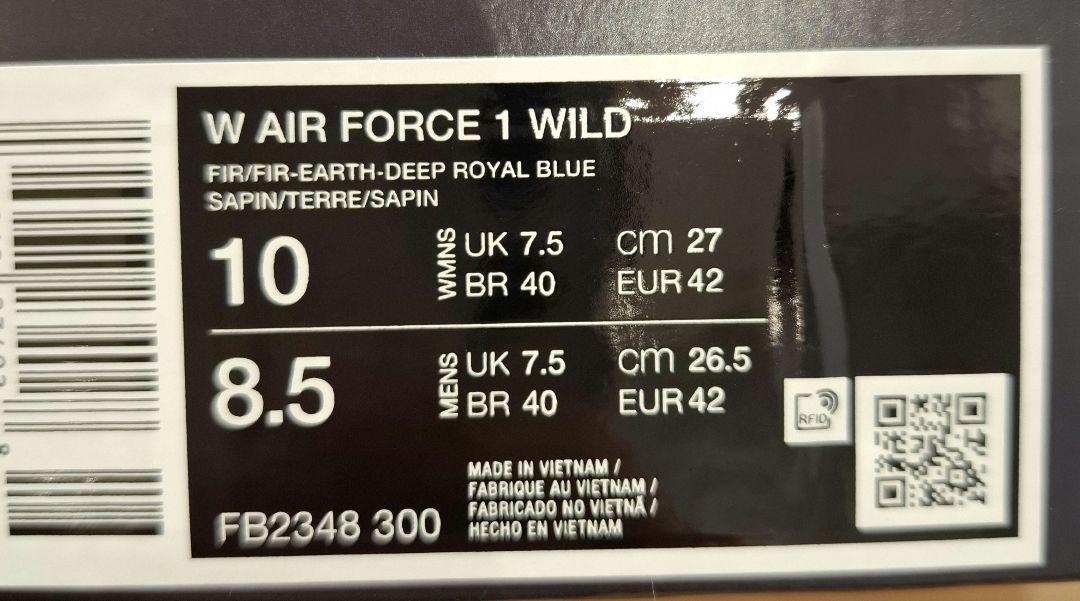 W AIR FORCE 1 WILD
FIR/FIR-EARTH-DEEP ROYAL BLUE
SAPIN/TERRE/SAPIN
10 WMNS UK 7.5 cm 27
BR 40 EUR 42
8.5 MENS UK 7.5 cm 26.5
BR 40 EUR 42
RFID
MADE IN VIETNAM /
FABRIQUE AU VIETNAM /
FABRICADO NO VIETNÃ /
HECHO EN VIETNAM
FB2348 300